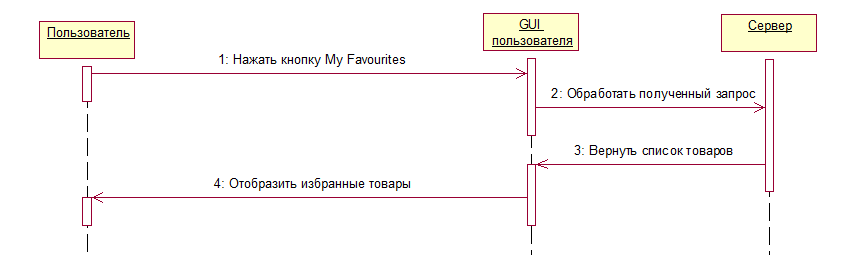 Пользователь
GUI
пользователя
Сервер
1: Нажать кнопку My Favourites
2: Обработать полученный запрос
3: Вернуть список товаров
4: Отобразить избранные товары